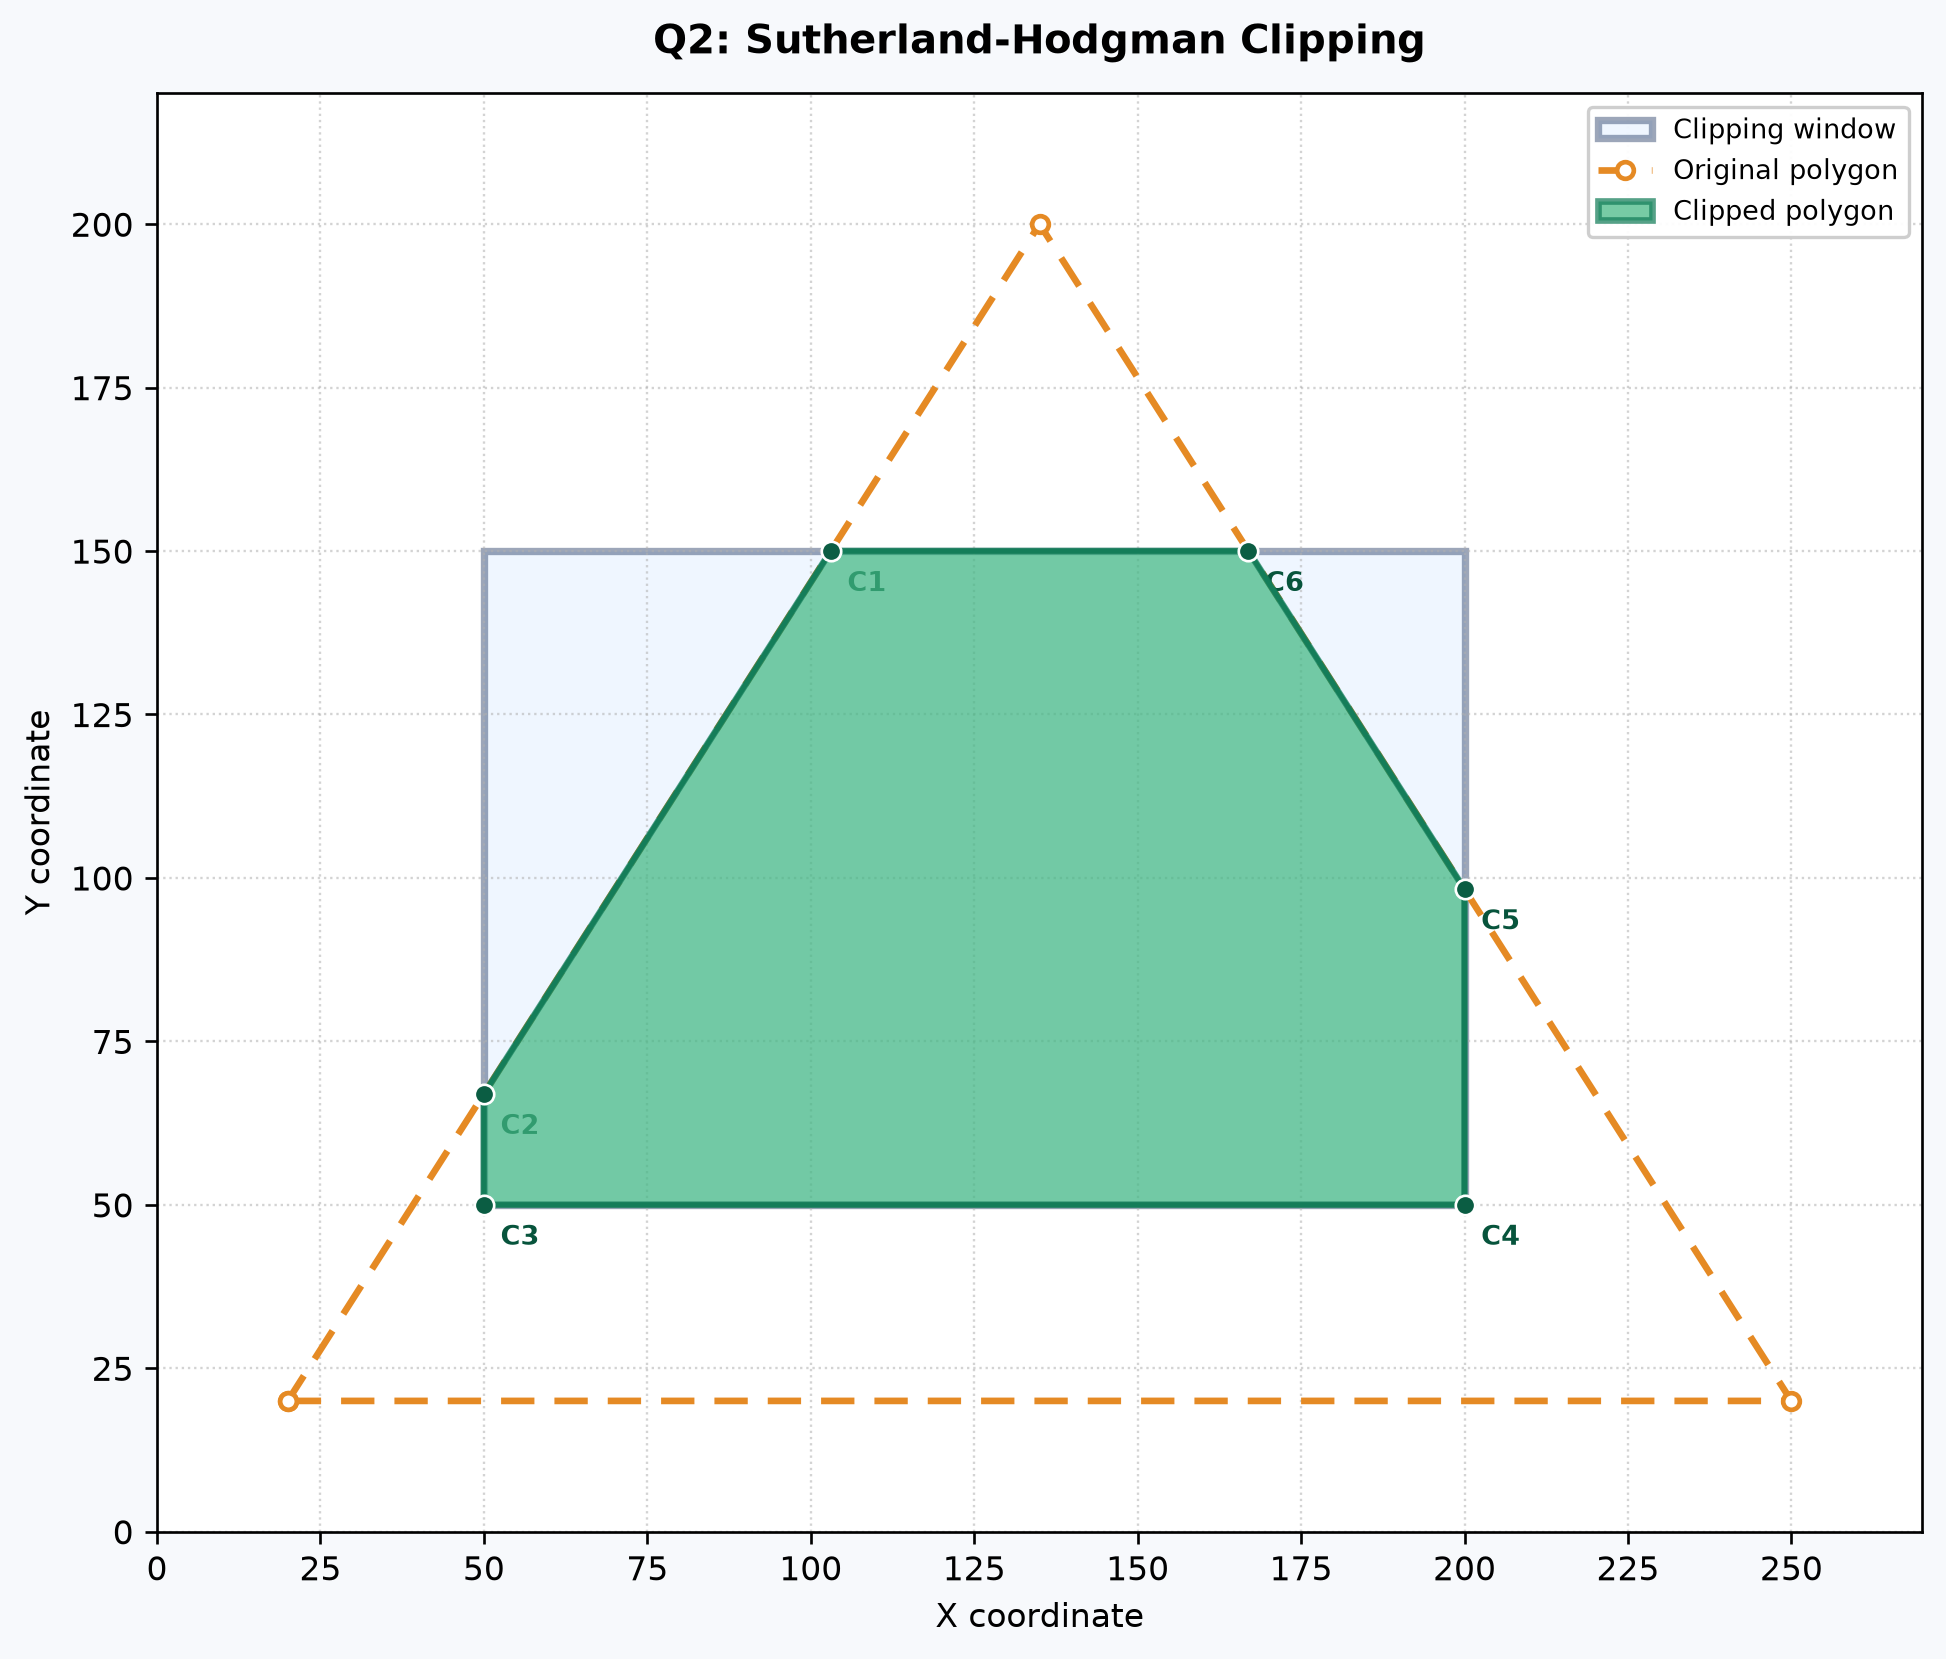 Q2: Sutherland-Hodgman Clipping
Clipping window
Original polygon
Clipped polygon
200
175
150
C1
C6
125
Y coordinate
100
C5
75
C2
50
C3
C4
25
0
0 25 50 75 100 125 150 175 200 225 250
X coordinate